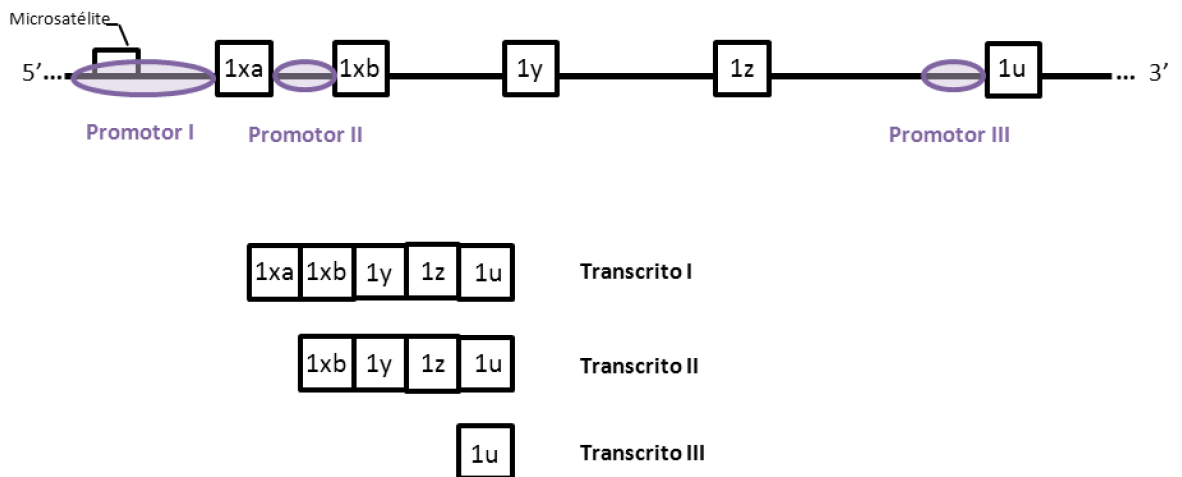 Microsatélite
5’... 1xa 1xb 1y 1z 1u ... 3’
Promotor I Promotor II Promotor III
1xa 1xb 1y 1z 1u Transcrito I
1xb 1y 1z 1u Transcrito II
1u Transcrito III